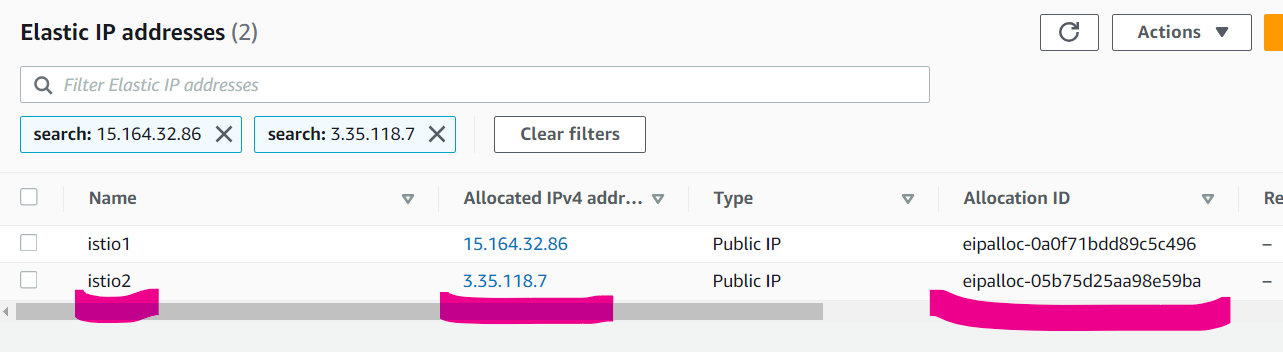 Elastic IP addresses (2)
Actions
Filter Elastic IP addresses
search: 15.164.32.86
search: 3.35.118.7
Clear filters
Name Allocated IPv4 addr... Type Allocation ID Re
istio1 15.164.32.86 Public IP eipalloc-0a0f71bdd89c5c496 –
istio2 3.35.118.7 Public IP eipalloc-05b75d25aa98e59ba –